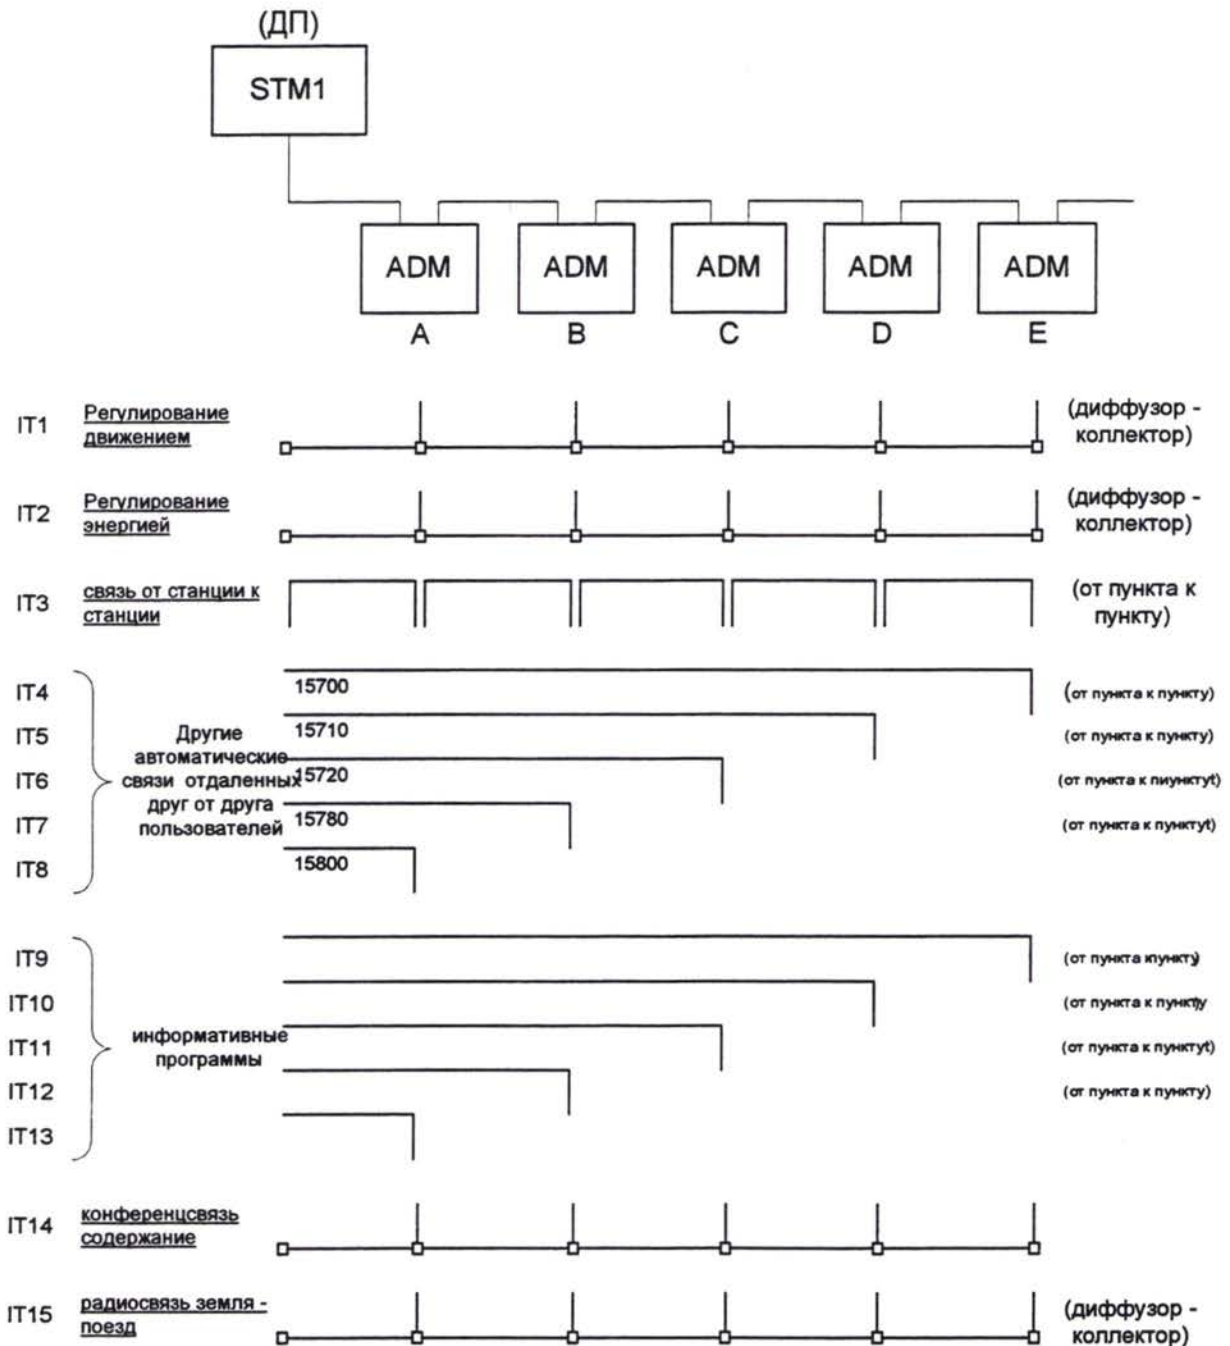 (ДП)
STM1
ADM
ADM
ADM
ADM
ADM
A
B
C
D
E
IT1
Регулирование
движением
(диффузор -
коллектор)
IT2
Регулирование
энергией
(диффузор -
коллектор)
IT3
связь от станции к
станции
(от пункта к
пункту)
IT4
15700
(от пункта к пункту)
IT5
15710
(от пункта к пункту)
IT6
15720
(от пункта к пиунктуt)
IT7
15780
(от пункта к пунктуt)
IT8
15800
Другие
автоматические
связи отдаленных
друг от друга
пользователей
IT9
(от пункта кпункту)
IT10
(от пункта к пункту
IT11
(от пункта к пунктуt)
IT12
(от пункта к пункту)
IT13
информативные
программы
IT14
конференцсвязь
содержание
IT15
радиосвязь земля -
поезд
(диффузор -
коллектор)